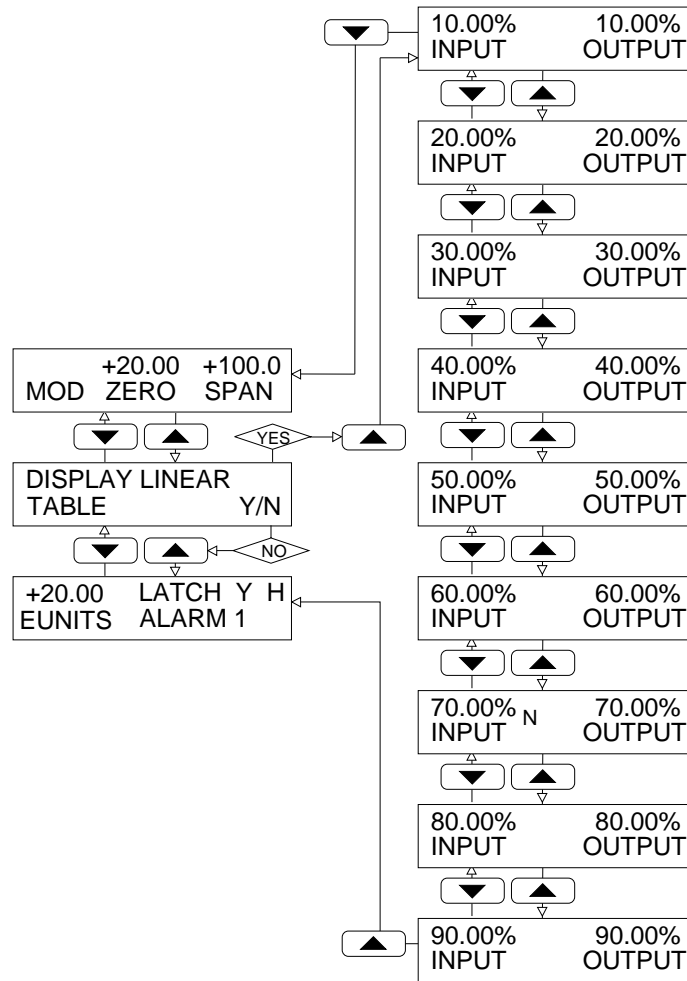 10.00% 10.00%
INPUT OUTPUT
20.00% 20.00%
INPUT OUTPUT
30.00% 30.00%
INPUT OUTPUT
40.00% 40.00%
INPUT OUTPUT
50.00% 50.00%
INPUT OUTPUT
60.00% 60.00%
INPUT OUTPUT
70.00% N 70.00%
INPUT OUTPUT
80.00% 80.00%
INPUT OUTPUT
90.00% 90.00%
INPUT OUTPUT
+20.00 +100.0
MOD ZERO SPAN
YES
DISPLAY LINEAR
TABLE Y/N
NO
+20.00 LATCH Y H
EUNITS ALARM 1